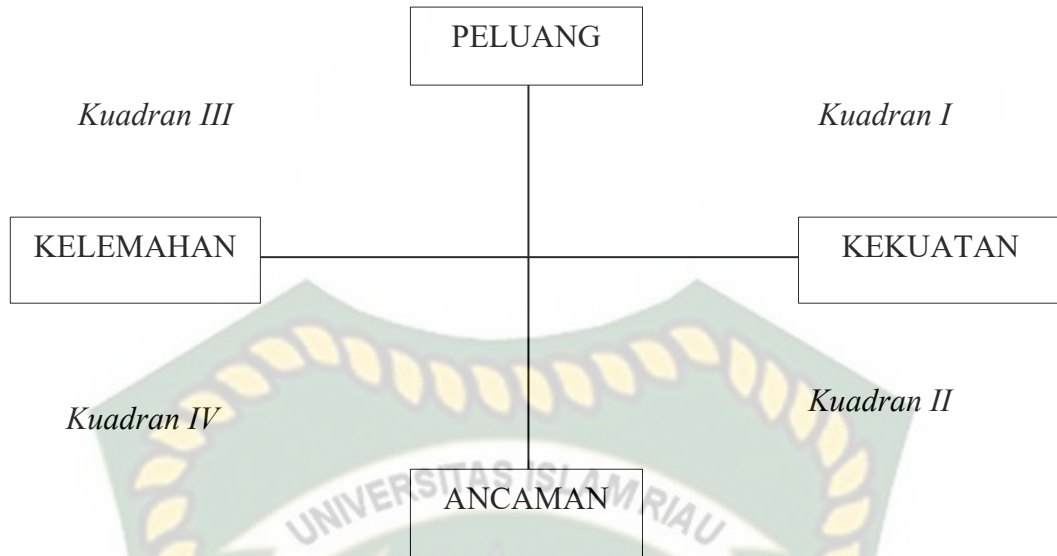 PELUANG
Kuadran III
Kuadran I
KELEMAHAN
KEKUATAN
Kuadran IV
Kuadran II
UNIVERSITAS ISLAM RIAU
ANCAMAN